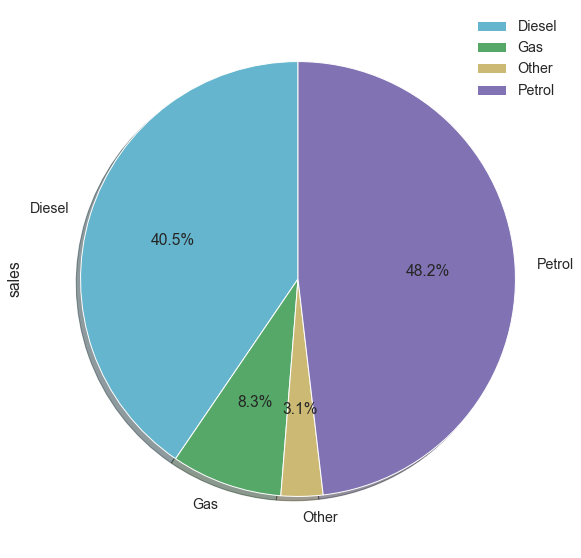 Diesel
Gas
Other
Petrol
Diesel
40.5%
Petrol
48.2%
sales
8.3%
3.1%
Gas
Other